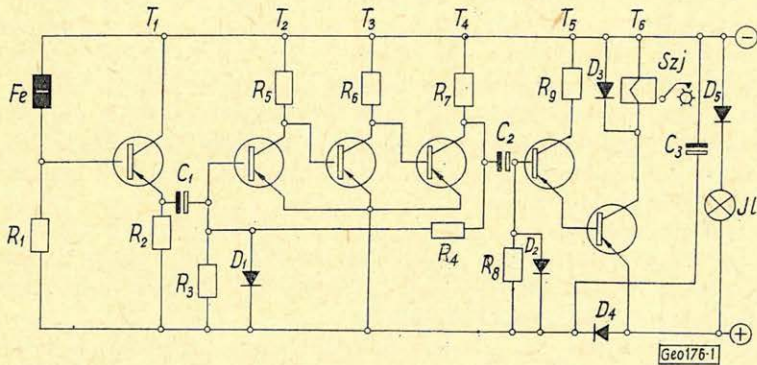 T₁ T₂ T₃ T₄ T₅ T₆
Fe R₅ R₆ R₇ R₉ D₃ Szj D₅ −
C₂ C₃
C₁
R₁ R₂ R₄ Jl
R₃ D₁ R₈ D₂
D₄ +
Geo176-1